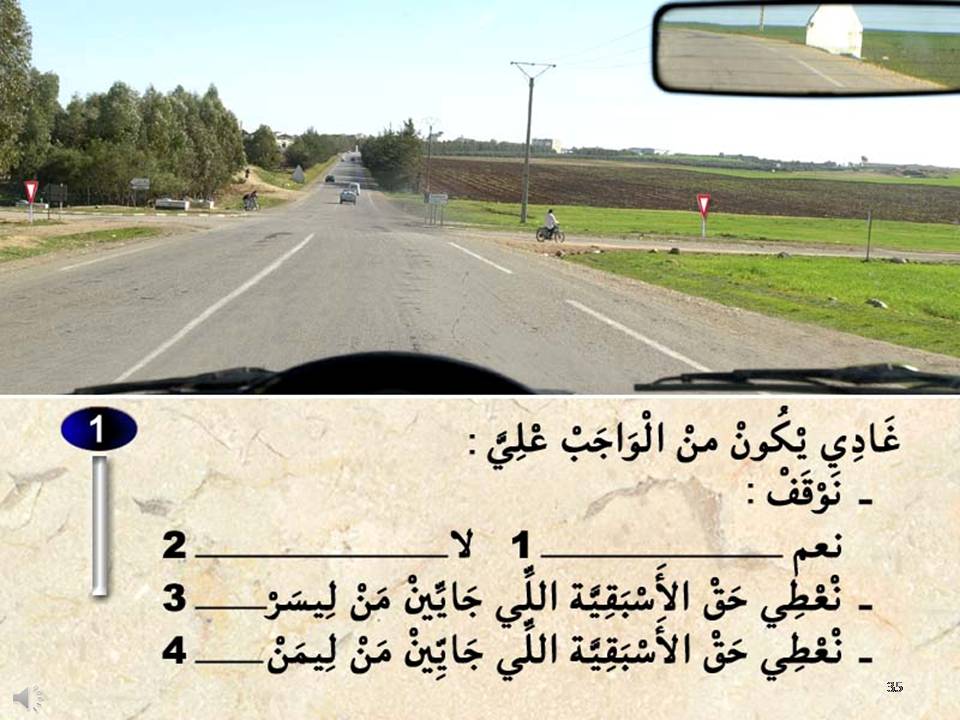 1
غَادِي يْكُونْ منْ الْوَاجَبْ عْلِيَّ :
ـ نَوْقَفْ :
نعم 1 لا 2
ـ نْعْطِي حَقْ الأَسْبَقِيَّة اللِّي جَايِّينْ مَنْ لِيسَرْ 3
ـ نْعْطِي حَقْ الأَسْبَقِيَّة اللِّي جَايِّينْ مَنْ لِيمَنْ 4
35